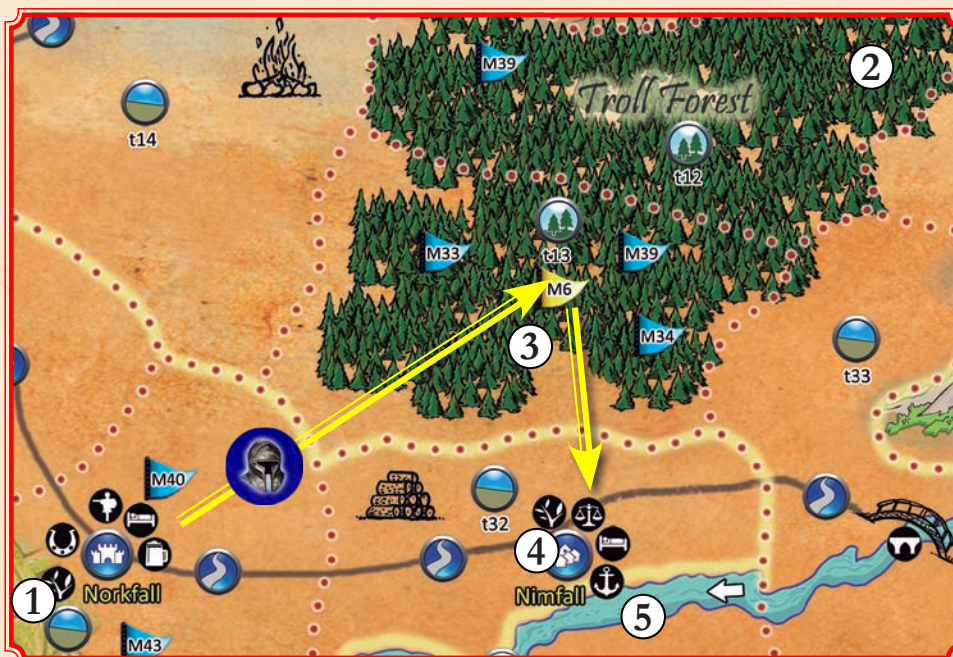 M39
2
Troll Forest
t14
t12
t13
M33
M39
M6
3
M34
t33
M40
t32
4
1
Norkfall
Nimfall
5
M43